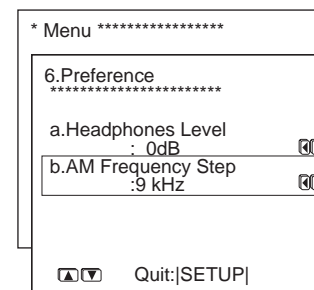 * Menu *****************
6.Preference
***********************
a.Headphones Level
: 0dB
b.AM Frequency Step
:9 kHz
Quit:|SETUP|